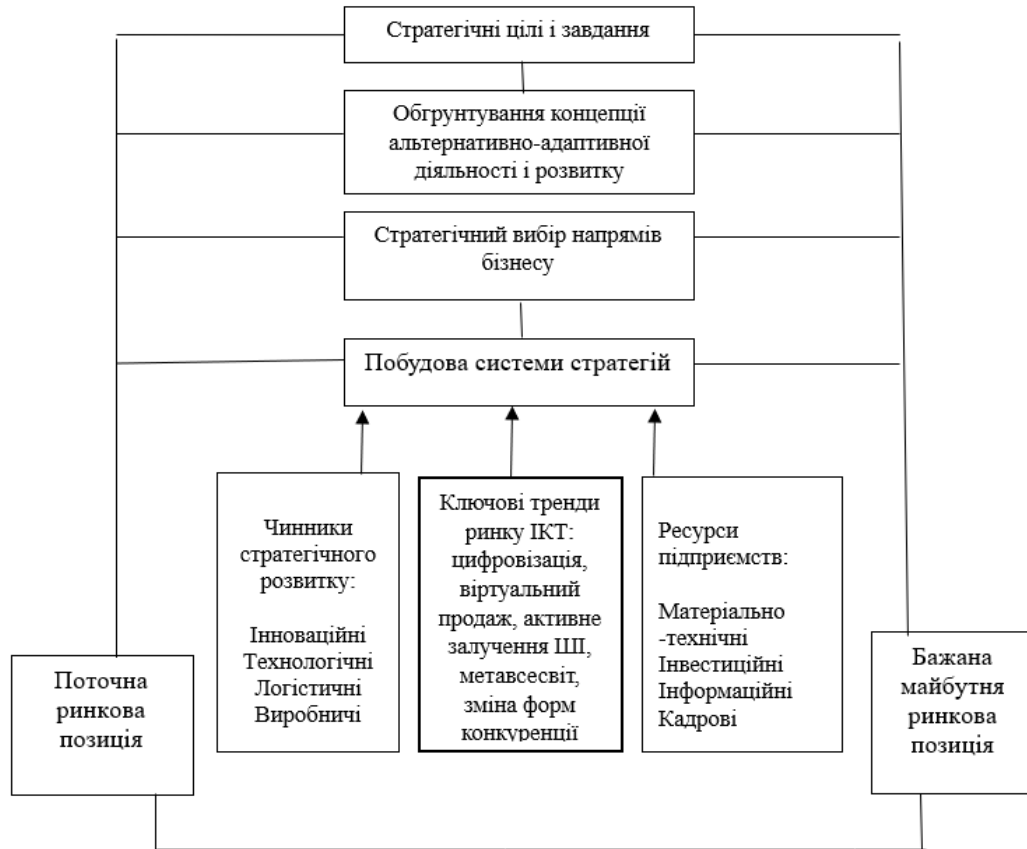 Стратегічні цілі і завдання
Обгрунтування концепції
альтернативно-адаптивної
діяльності і розвитку
Стратегічний вибір напрямів
бізнесу
Побудова системи стратегій
Чинники
стратегічного
розвитку:
Інноваційні
Технологічні
Логістичні
Виробничі
Ключові тренди
ринку ІКТ:
цифровізація,
віртуальний
продаж, активне
залучення ШІ,
метавсесвіт,
зміна форм
конкуренції
Ресурси
підприємств:
Матеріально
-технічні
Інвестиційні
Інформаційні
Кадрові
Поточна
ринкова
позиція
Бажана
майбутня
ринкова
позиція